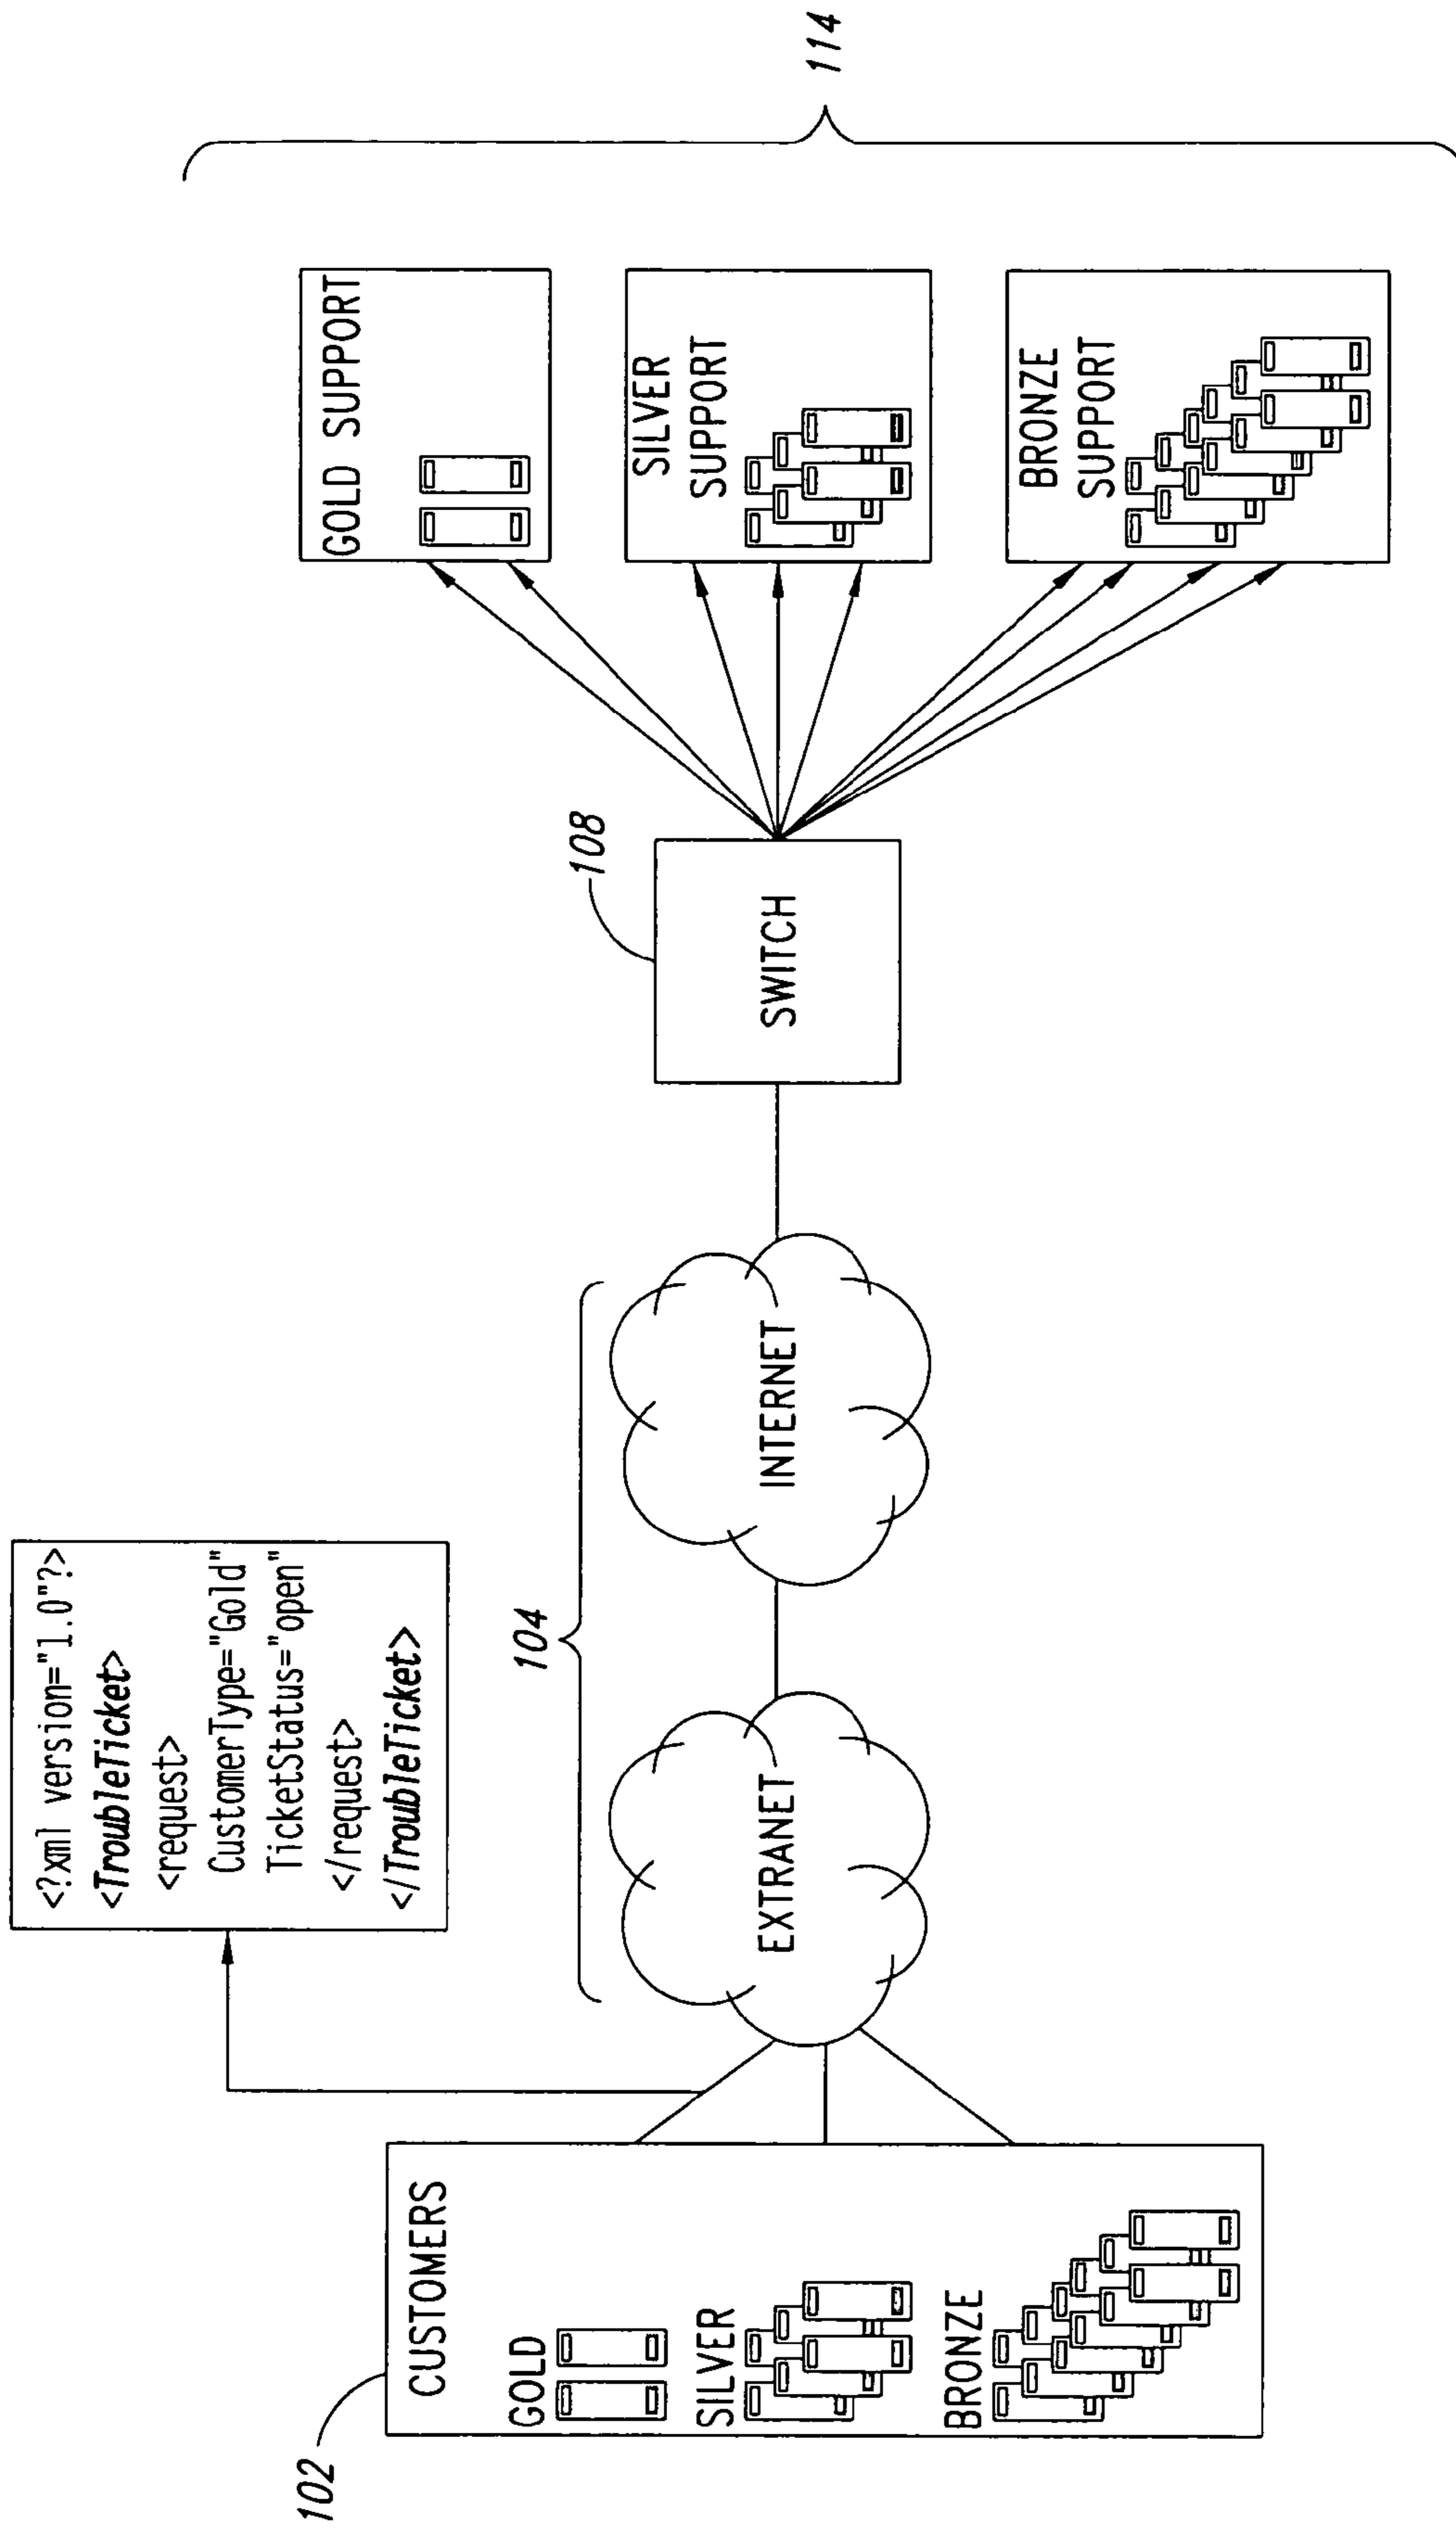 <?xml version="1.0"?>
<TroubleTicket>
<request>
CustomerType="Gold"
TicketStatus="open"
</request>
</TroubleTicket>
102
CUSTOMERS
GOLD
SILVER
BRONZE
104
EXTRANET
INTERNET
108
SWITCH
GOLD SUPPORT
SILVER
SUPPORT
BRONZE
SUPPORT
114